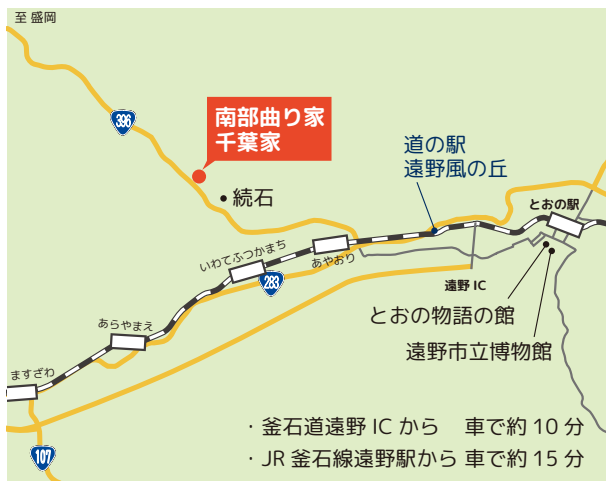 至 盛岡
396
南部曲り家
千葉家
続石
道の駅
遠野風の丘
とおの駅
いわてふつかまち
あやおり
283
遠野 IC
とおの物語の館
遠野市立博物館
あらやまえ
ますざわ
107
・釜石道遠野 IC から 車で約 10 分
・JR 釜石線遠野駅から 車で約 15 分